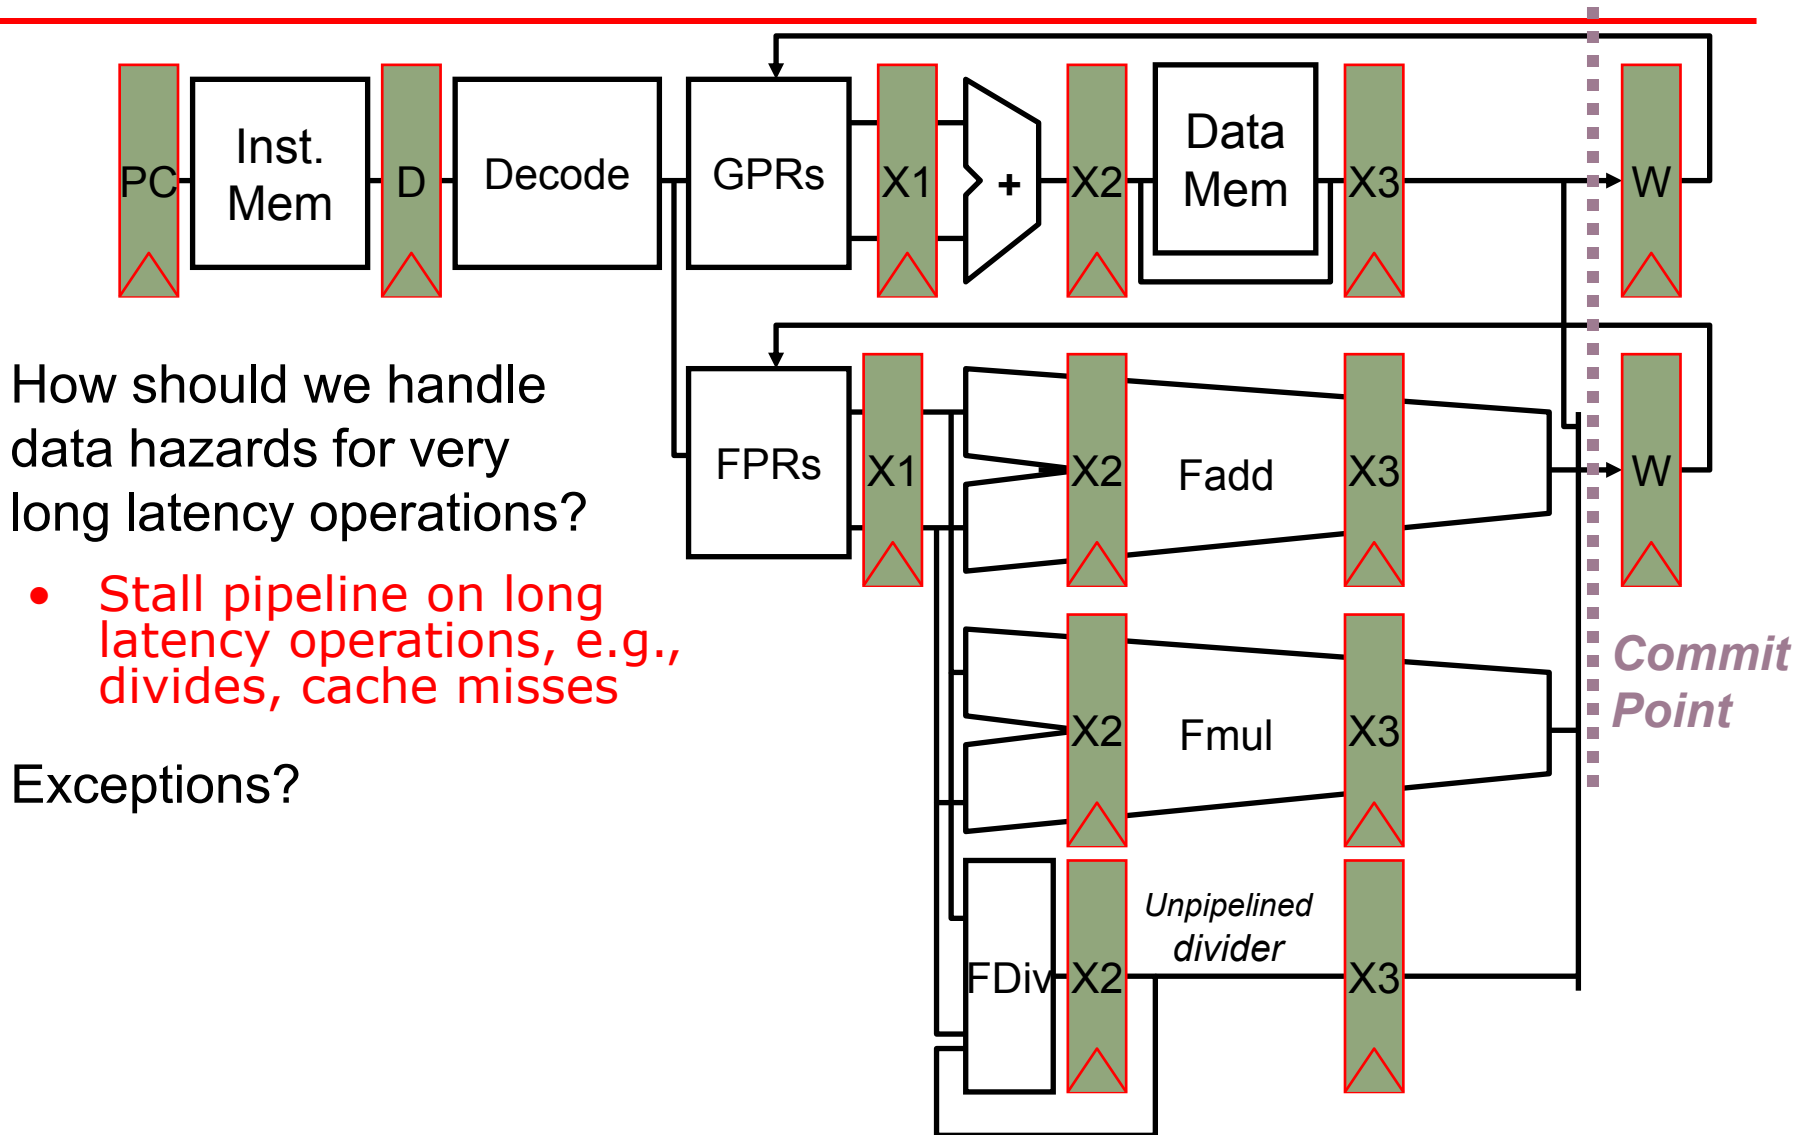 PC
Inst.
Mem
D
Decode
GPRs
X1
+
X2
Data
Mem
X3
W
How should we handle
data hazards for very
long latency operations?
• Stall pipeline on long
latency operations, e.g.,
divides, cache misses
Exceptions?
FPRs
X1
X2
Fadd
X3
W
X2
Fmul
X3
Commit
Point
FDiv
X2
Unpipelined
divider
X3